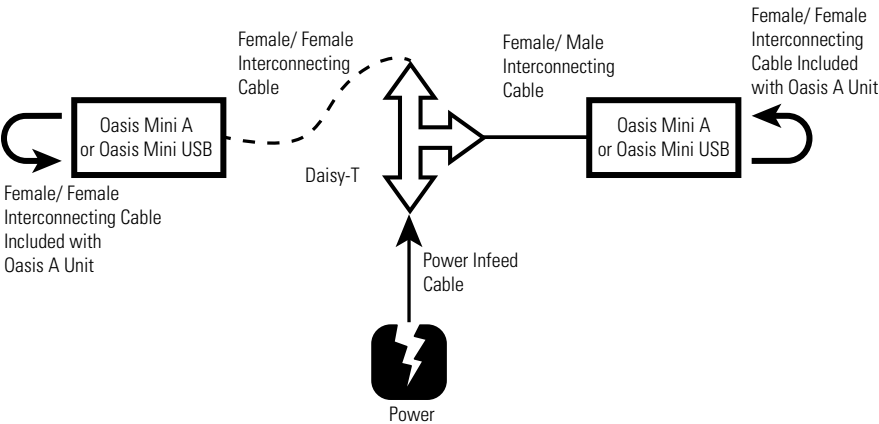 Female/ Female
Interconnecting
Cable
Female/ Male
Interconnecting
Cable
Female/ Female
Interconnecting
Cable Included
with Oasis A Unit
Oasis Mini A
or Oasis Mini USB
Oasis Mini A
or Oasis Mini USB
Daisy-T
Female/ Female
Interconnecting Cable
Included with
Oasis A Unit
Power Infeed
Cable
Power